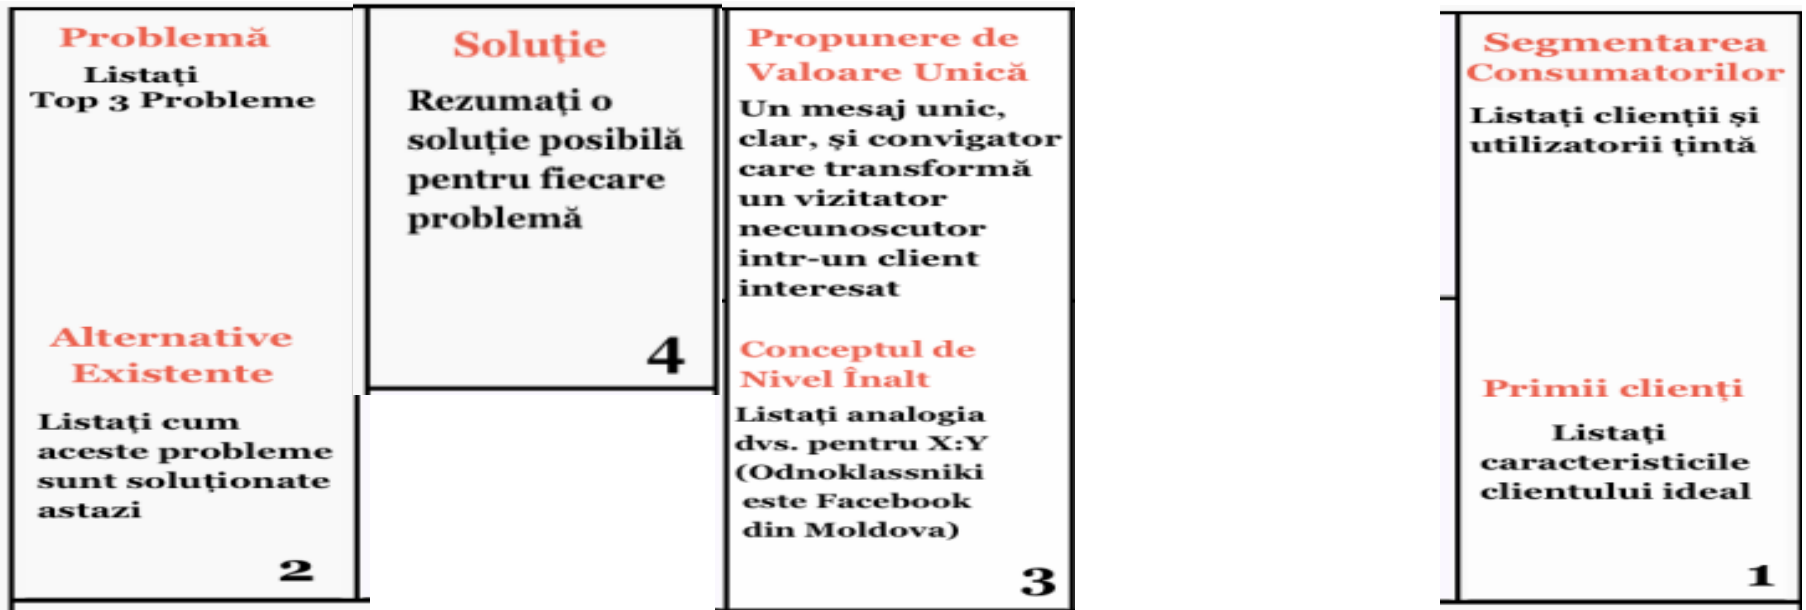 Problemă
Listați
Top 3 Probleme
Alternative
Existente
Listați cum
aceste probleme
sunt soluționate
astazi
2
Soluție
Rezumați o
soluție posibilă
pentru fiecare
problemă
4
Propunere de
Valoare Unică
Un mesaj unic,
clar, și convigator
care transformă
un vizitator
necunoscutor
intr-un client
interesat
Conceptul de
Nivel Înalt
Listați analogia
dvs. pentru X:Y
(Odnoklassniki
este Facebook
din Moldova)
3
Segmentarea
Consumatorilor
Listați clienții și
utilizatorii țintă
Primii clienți
Listați
caracteristicile
clientului ideal
1